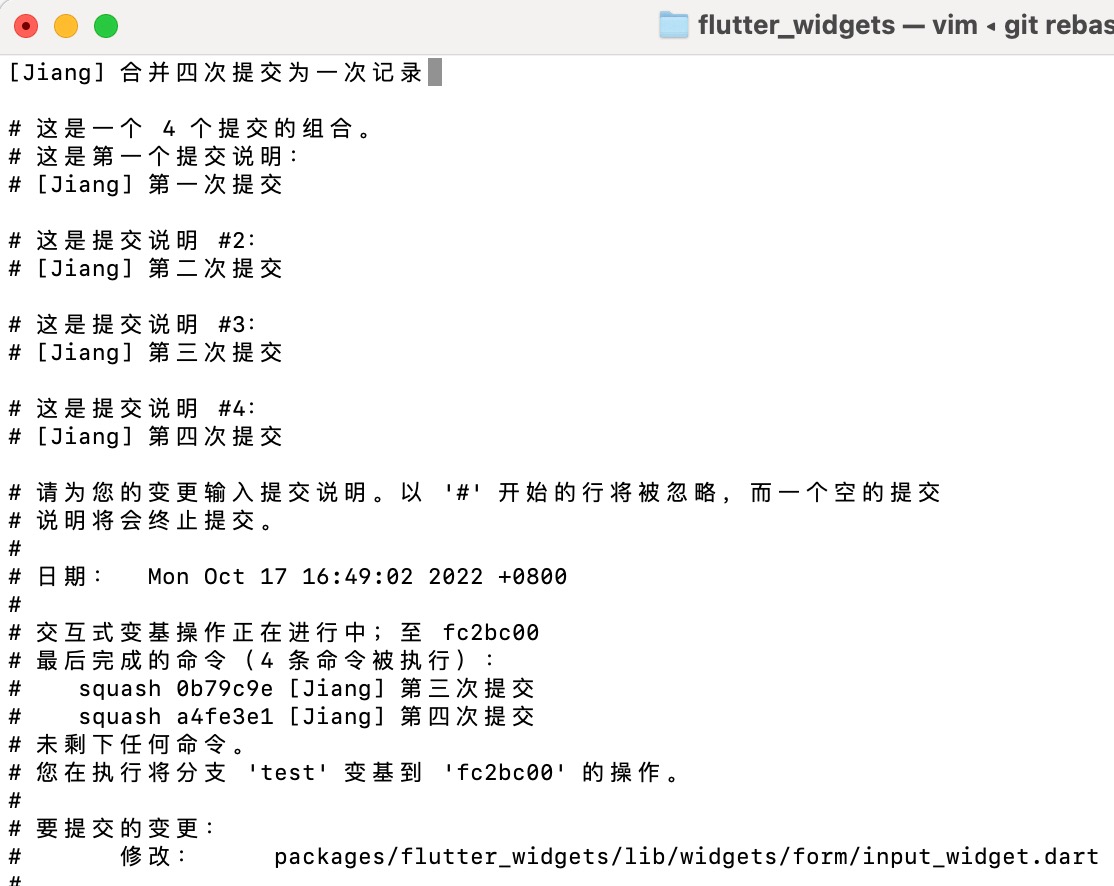 flutter_widgets — vim ◂ git rebas
[Jiang] 合并四次提交为一次记录
# 这是一个 4 个提交的组合。
# 这是第一个提交说明：
# [Jiang] 第一次提交
# 这是提交说明 #2：
# [Jiang] 第二次提交
# 这是提交说明 #3：
# [Jiang] 第三次提交
# 这是提交说明 #4：
# [Jiang] 第四次提交
# 请为您的变更输入提交说明。以 '#' 开始的行将被忽略，而一个空的提交
# 说明将会终止提交。
#
# 日期：  Mon Oct 17 16:49:02 2022 +0800
#
# 交互式变基操作正在进行中；至 fc2bc00
# 最后完成的命令（4 条命令被执行）：
#    squash 0b79c9e [Jiang] 第三次提交
#    squash a4fe3e1 [Jiang] 第四次提交
# 未剩下任何命令。
# 您在执行将分支 'test' 变基到 'fc2bc00' 的操作。
#
# 要提交的变更：
#       修改：     packages/flutter_widgets/lib/widgets/form/input_widget.dart
#